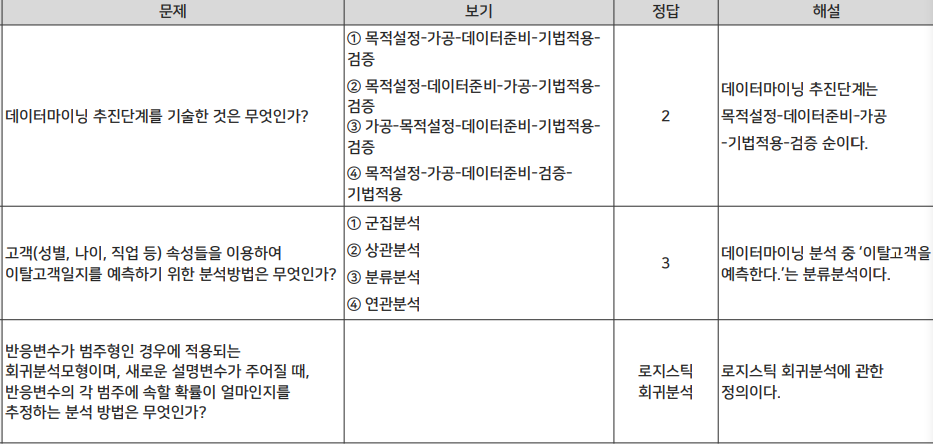 문제 보기 정답 해설
데이터마이닝 추진단계를 기술한 것은 무엇인가?
① 목적설정-가공-데이터준비-기법적용-
검증
② 목적설정-데이터준비-가공-기법적용-
검증
③ 가공-목적설정-데이터준비-기법적용-
검증
④ 목적설정-가공-데이터준비-검증-
기법적용
2
데이터마이닝 추진단계는
목적설정-데이터준비-가공
-기법적용-검증 순이다.
고객(성별, 나이, 직업 등) 속성들을 이용하여
이탈고객일지를 예측하기 위한 분석방법은 무엇인가?
① 군집분석
② 상관분석
③ 분류분석
④ 연관분석
3
데이터마이닝 분석 중 ‘이탈고객을
예측한다.‘는 분류분석이다.
반응변수가 범주형인 경우에 적용되는
회귀분석모형이며, 새로운 설명변수가 주어질 때,
반응변수의 각 범주에 속할 확률이 얼마인지를
추정하는 분석 방법은 무엇인가?
로지스틱
회귀분석
로지스틱 회귀분석에 관한
정의이다.